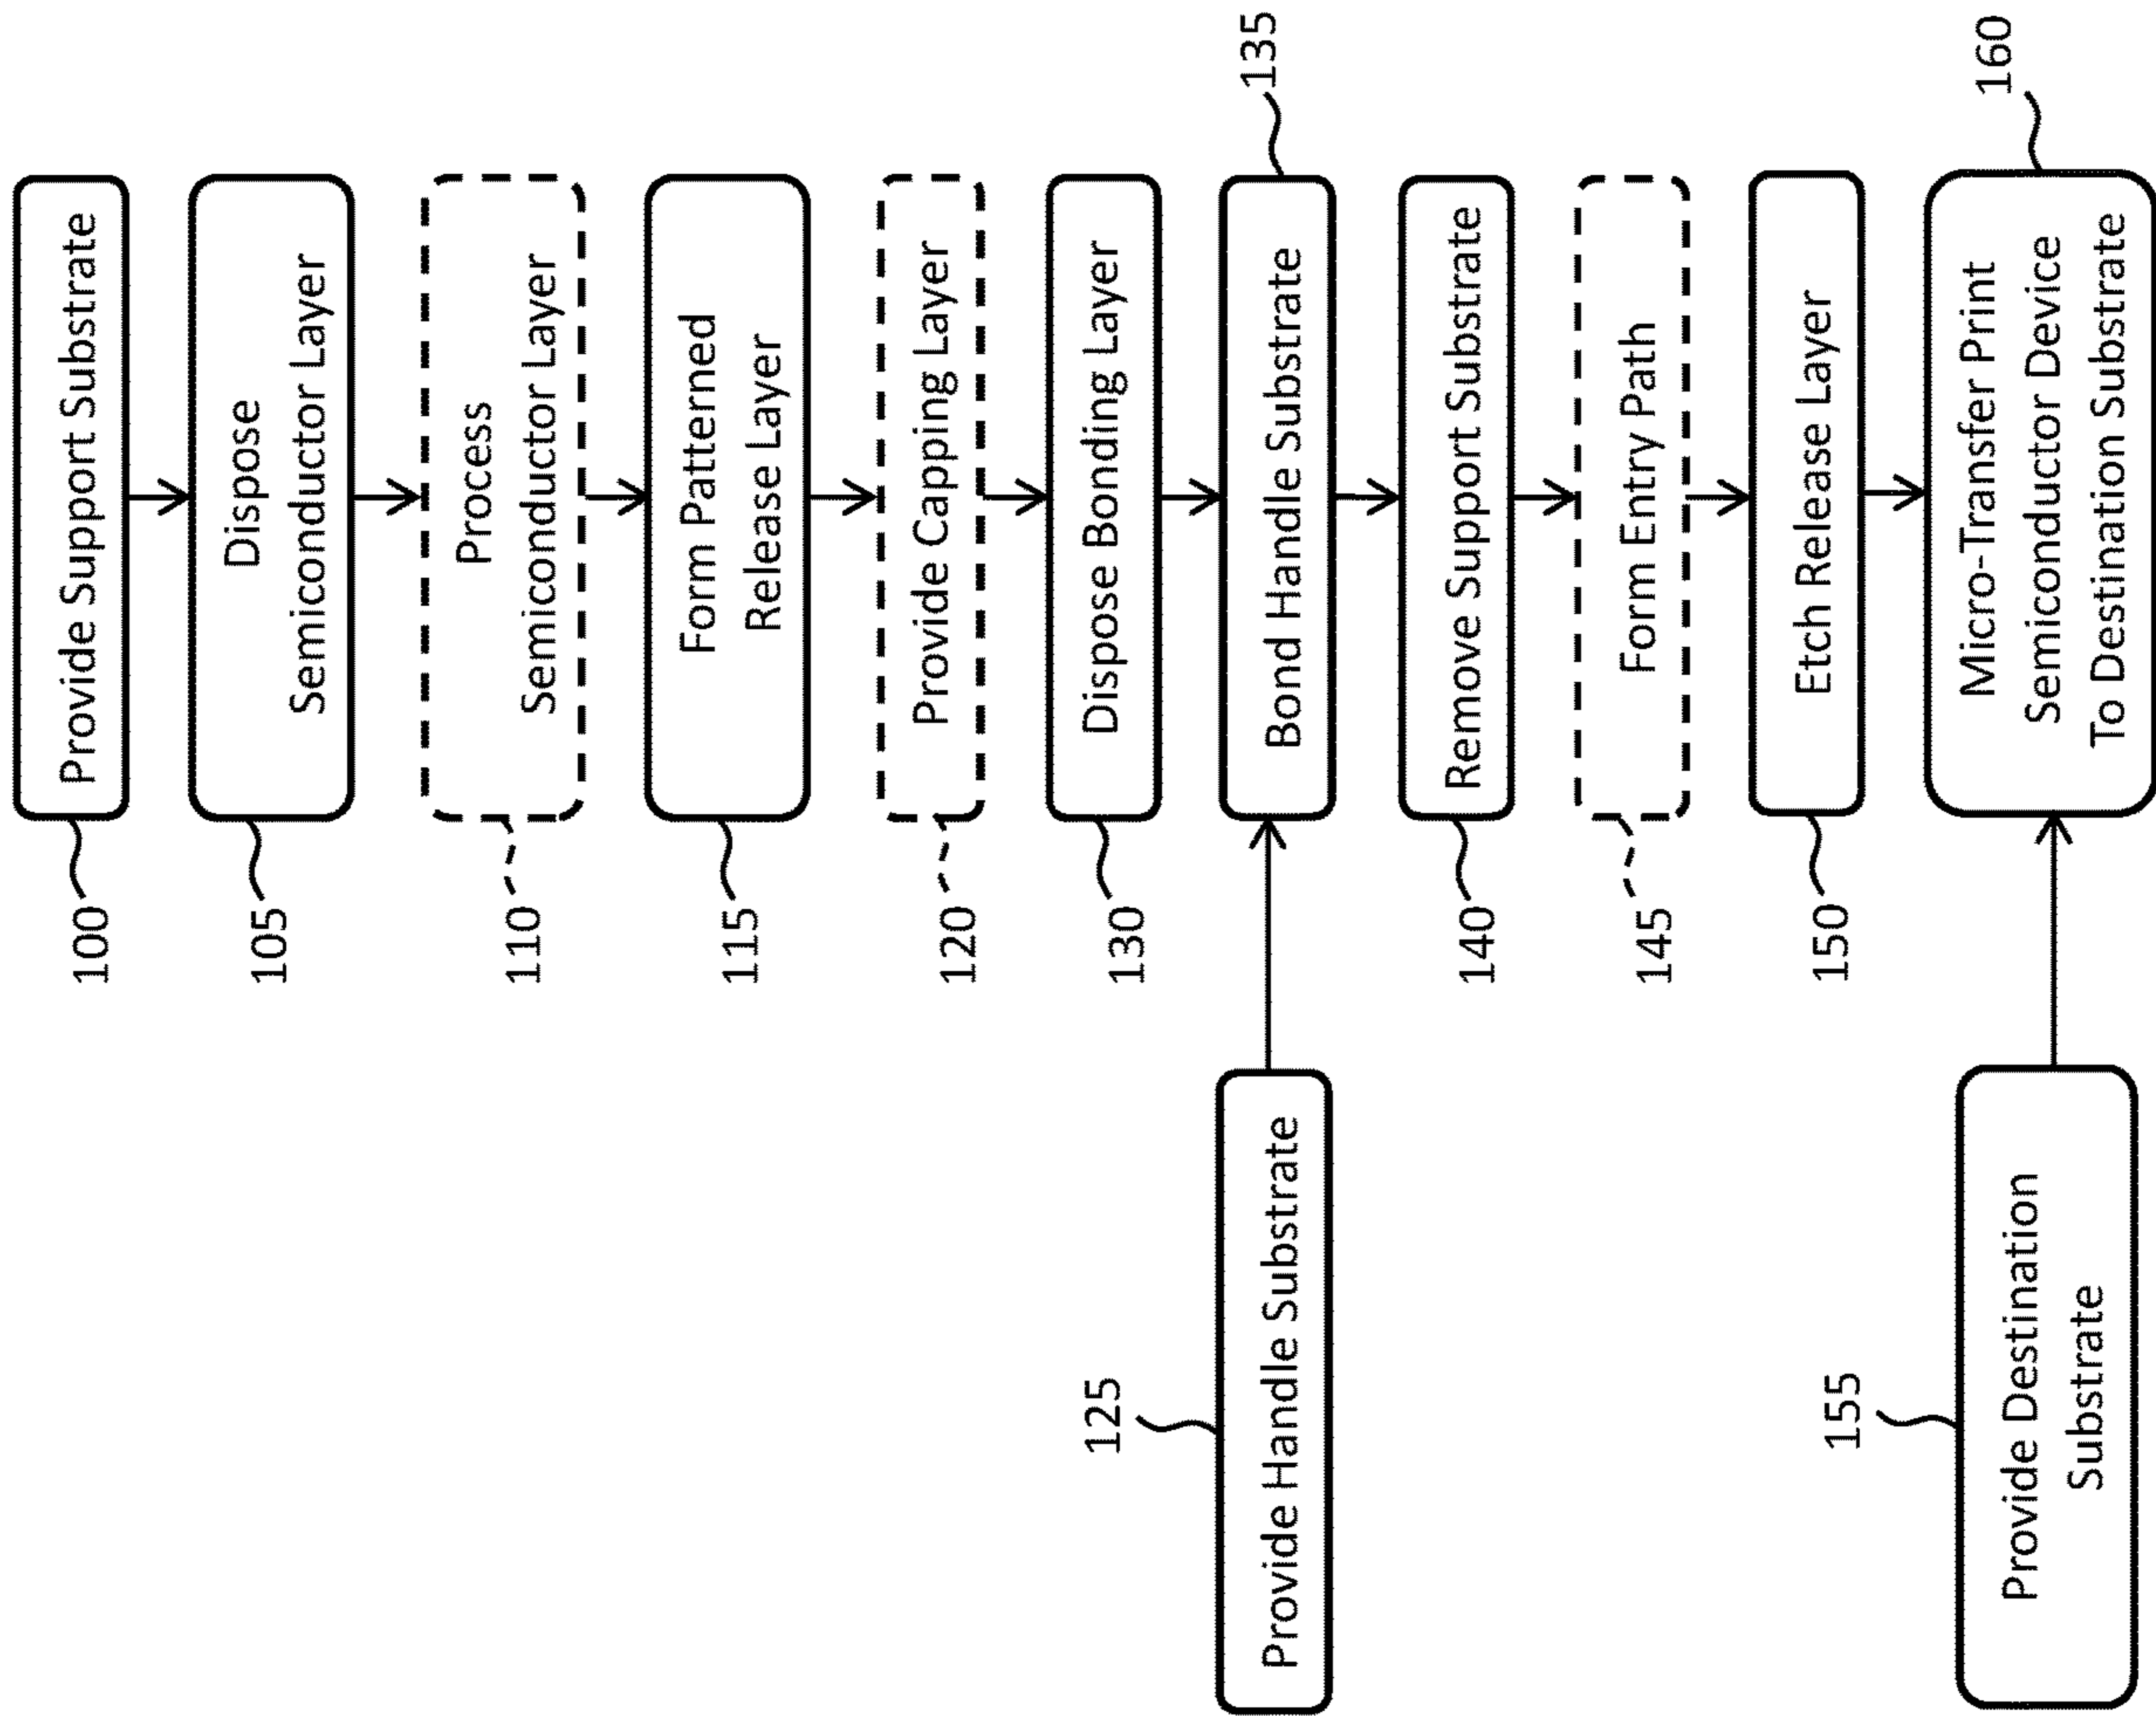 100
Provide Support Substrate
105
Dispose
Semiconductor Layer
110
Process
Semiconductor Layer
115
Form Patterned
Release Layer
120
Provide Capping Layer
130
Dispose Bonding Layer
125
Provide Handle Substrate
135
Bond Handle Substrate
140
Remove Support Substrate
145
Form Entry Path
150
Etch Release Layer
155
Provide Destination
Substrate
160
Micro-Transfer Print
Semiconductor Device
To Destination Substrate